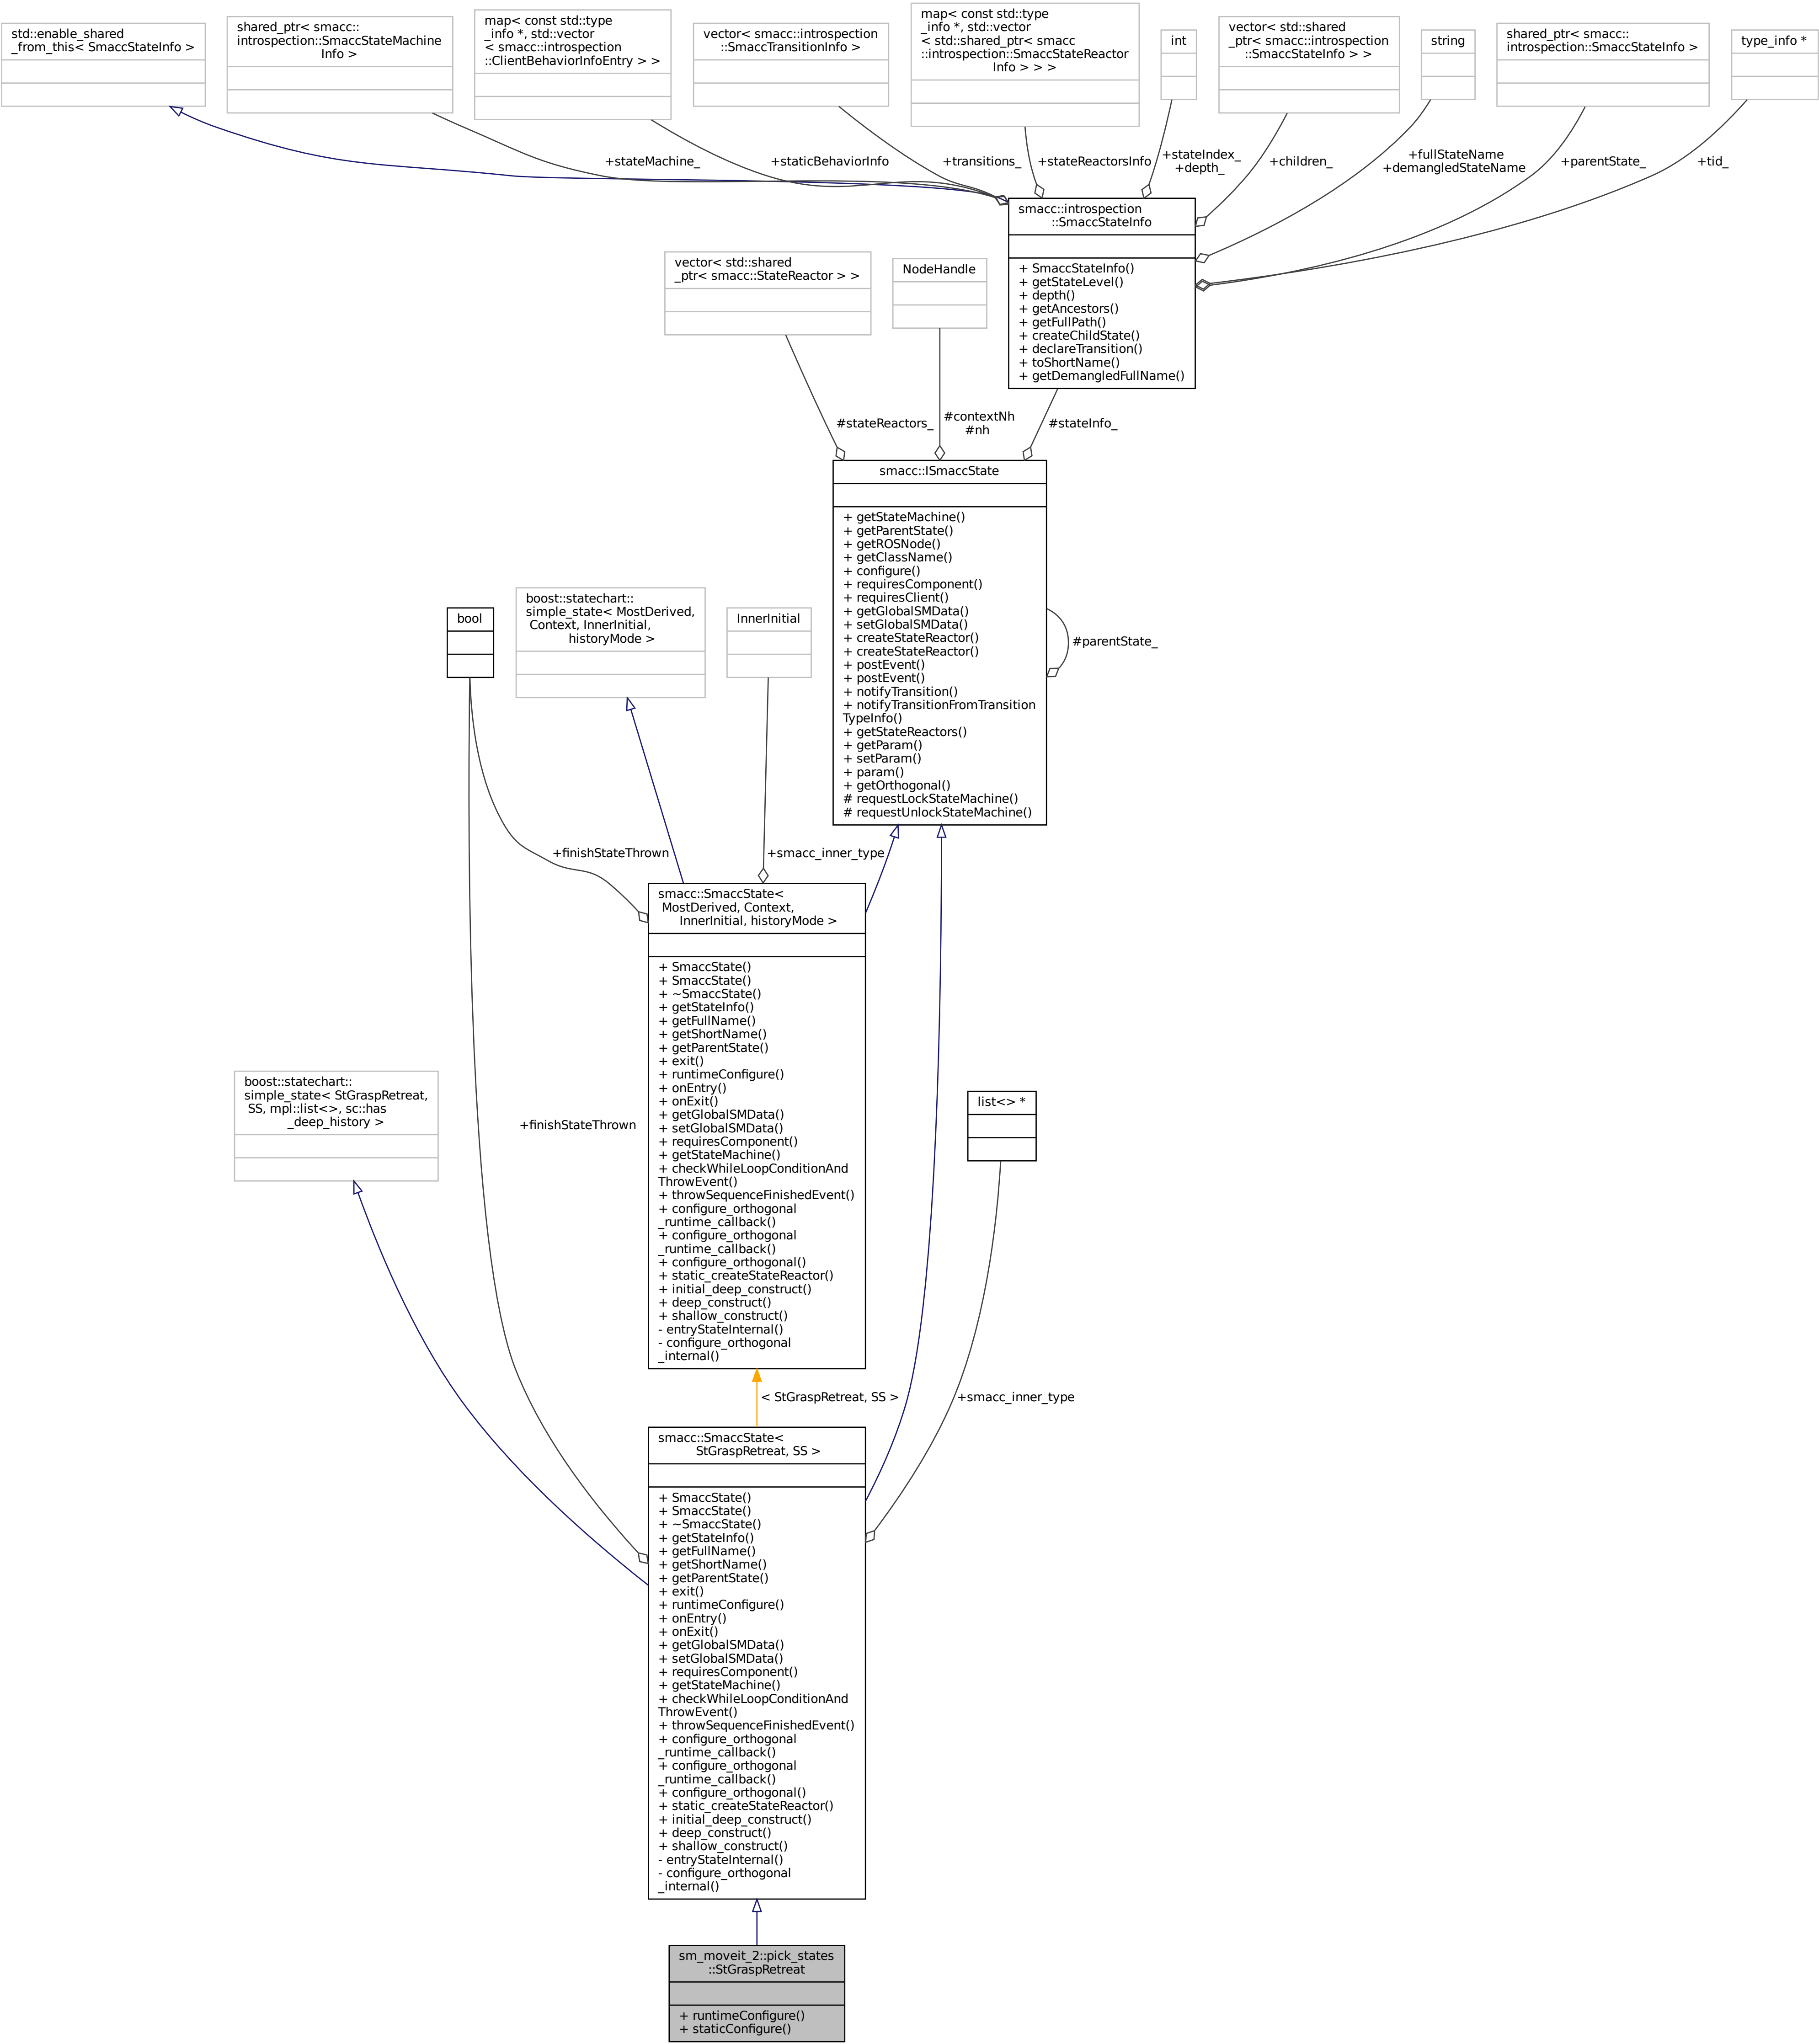 std::enable_shared
_from_this< SmaccStateInfo >
shared_ptr< smacc::
introspection::SmaccStateMachine
Info >
map< const std::type
_info *, std::vector
< smacc::introspection
::ClientBehaviorInfoEntry > >
vector< smacc::introspection
::SmaccTransitionInfo >
map< const std::type
_info *, std::vector
< std::shared_ptr< smacc
::introspection::SmaccStateReactor
Info > > >
int
vector< std::shared
_ptr< smacc::introspection
::SmaccStateInfo > >
string
shared_ptr< smacc::
introspection::SmaccStateInfo >
type_info *
+stateMachine_
+staticBehaviorInfo
+transitions_
+stateReactorsInfo
+stateIndex_
+depth_
+children_
+fullStateName
+demangledStateName
+parentState_
+tid_
smacc::introspection
::SmaccStateInfo
+ SmaccStateInfo()
+ getStateLevel()
+ depth()
+ getAncestors()
+ getFullPath()
+ createChildState()
+ declareTransition()
+ toShortName()
+ getDemangledFullName()
vector< std::shared
_ptr< smacc::StateReactor > >
NodeHandle
#stateReactors_
#contextNh
#nh
#stateInfo_
smacc::ISmaccState
+ getStateMachine()
+ getParentState()
+ getROSNode()
+ getClassName()
+ configure()
+ requiresComponent()
+ requiresClient()
+ getGlobalSMData()
+ setGlobalSMData()
+ createStateReactor()
+ createStateReactor()
+ postEvent()
+ postEvent()
+ notifyTransition()
+ notifyTransitionFromTransition
TypeInfo()
+ getStateReactors()
+ getParam()
+ setParam()
+ param()
+ getOrthogonal()
# requestLockStateMachine()
# requestUnlockStateMachine()
#parentState_
bool
boost::statechart::
simple_state< MostDerived,
Context, InnerInitial,
historyMode >
InnerInitial
+finishStateThrown
+smacc_inner_type
smacc::SmaccState<
MostDerived, Context,
InnerInitial, historyMode >
+ SmaccState()
+ SmaccState()
+ ~SmaccState()
+ getStateInfo()
+ getFullName()
+ getShortName()
+ getParentState()
+ exit()
+ runtimeConfigure()
+ onEntry()
+ onExit()
+ getGlobalSMData()
+ setGlobalSMData()
+ requiresComponent()
+ getStateMachine()
+ checkWhileLoopConditionAnd
ThrowEvent()
+ throwSequenceFinishedEvent()
+ configure_orthogonal
_runtime_callback()
+ configure_orthogonal
_runtime_callback()
+ configure_orthogonal()
+ static_createStateReactor()
+ initial_deep_construct()
+ deep_construct()
+ shallow_construct()
- entryStateInternal()
- configure_orthogonal
_internal()
boost::statechart::
simple_state< StGraspRetreat,
SS, mpl::list<>, sc::has
_deep_history >
+finishStateThrown
list<> *
< StGraspRetreat, SS >
+smacc_inner_type
smacc::SmaccState<
StGraspRetreat, SS >
+ SmaccState()
+ SmaccState()
+ ~SmaccState()
+ getStateInfo()
+ getFullName()
+ getShortName()
+ getParentState()
+ exit()
+ runtimeConfigure()
+ onEntry()
+ onExit()
+ getGlobalSMData()
+ setGlobalSMData()
+ requiresComponent()
+ getStateMachine()
+ checkWhileLoopConditionAnd
ThrowEvent()
+ throwSequenceFinishedEvent()
+ configure_orthogonal
_runtime_callback()
+ configure_orthogonal
_runtime_callback()
+ configure_orthogonal()
+ static_createStateReactor()
+ initial_deep_construct()
+ deep_construct()
+ shallow_construct()
- entryStateInternal()
- configure_orthogonal
_internal()
sm_moveit_2::pick_states
::StGraspRetreat
+ runtimeConfigure()
+ staticConfigure()